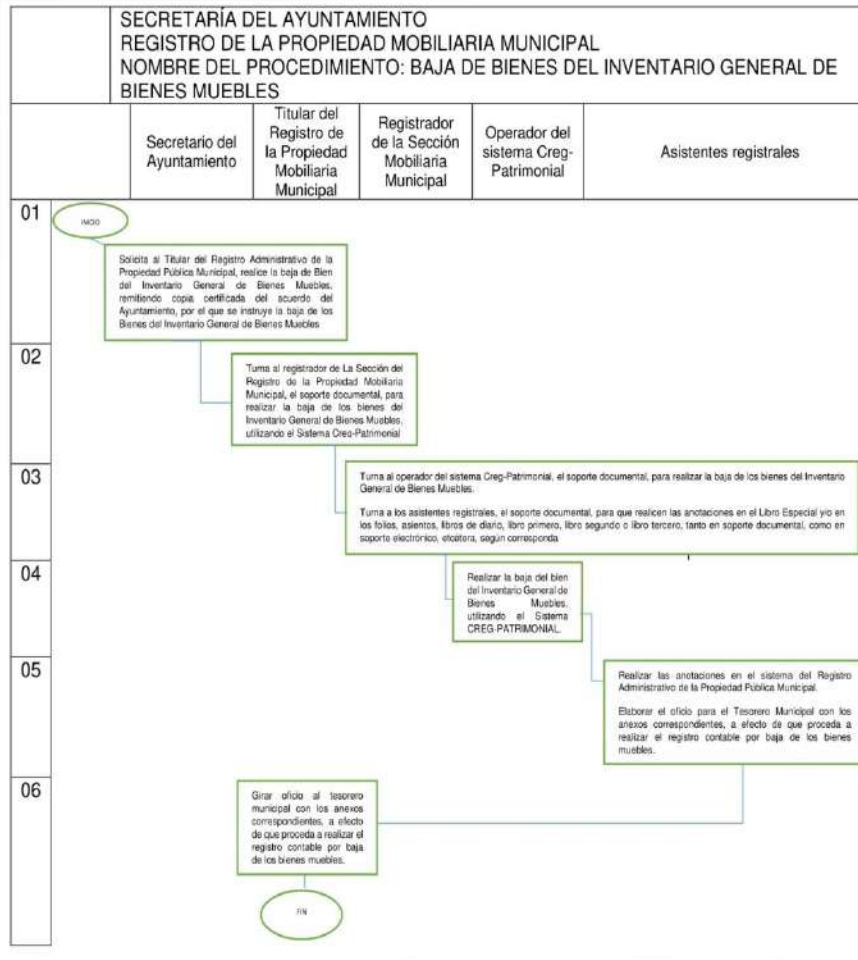 SECRETARÍA DEL AYUNTAMIENTO
REGISTRO DE LA PROPIEDAD MOBILIARIA MUNICIPAL
NOMBRE DEL PROCEDIMIENTO: BAJA DE BIENES DEL INVENTARIO GENERAL DE
BIENES MUEBLES
Secretario del
Ayuntamiento
Titular del
Registro de
la Propiedad
Mobiliaria
Municipal
Registrador
de la Sección
Mobiliaria
Municipal
Operador del
sistema Creg-
Patrimonial
Asistentes registrales
01
INICIO
Solicita al Titular del Registro Administrativo de la
Propiedad Pública Municipal, realice la baja de Bien
del Inventario General de Bienes Muebles,
remitiendo copia certificada del acuerdo del
Ayuntamiento, por el que se instruye la baja de los
Bienes del Inventario General de Bienes Muebles
02
Turna al registrador de La Sección del
Registro de la Propiedad Mobiliaria
Municipal, el soporte documental, para
realizar la baja de los bienes del
Inventario General de Bienes Muebles,
utilizando el Sistema Creg-Patrimonial
03
Turna al operador del sistema Creg-Patrimonial, el soporte documental, para realizar la baja de los bienes del Inventario
General de Bienes Muebles.
Turna a los asistentes registrales, el soporte documental, para que realicen las anotaciones en el Libro Especial y/o en
los folios, asientos, libros de diario, libro primero, libro segundo o libro tercero, tanto en soporte documental, como en
soporte electrónico, etcétera, según corresponda
04
Realizar la baja del bien
del Inventario General de
Bienes Muebles,
utilizando el Sistema
CREG-PATRIMONIAL.
05
Realizar las anotaciones en el sistema del Registro
Administrativo de la Propiedad Pública Municipal.
Elaborar el oficio para el Tesorero Municipal con los
anexos correspondientes, a efecto de que proceda a
realizar el registro contable por baja de los bienes
muebles.
06
Girar oficio al tesorero
municipal con los anexos
correspondientes, a efecto
de que proceda a realizar el
registro contable por baja
de los bienes muebles.
FIN